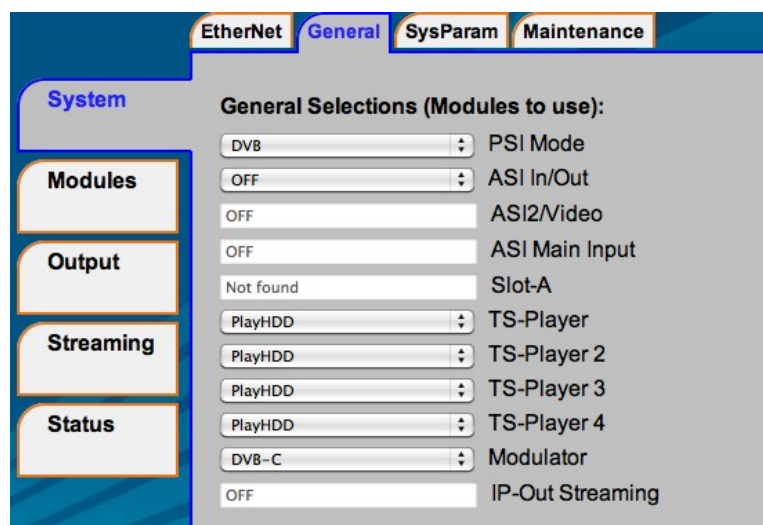 EtherNet General SysParam Maintenance
System
General Selections (Modules to use):
DVB PSI Mode
Modules
OFF ASI In/Out
OFF ASI2/Video
Output
OFF ASI Main Input
Not found Slot-A
PlayHDD TS-Player
Streaming
PlayHDD TS-Player 2
PlayHDD TS-Player 3
Status
PlayHDD TS-Player 4
DVB-C Modulator
OFF IP-Out Streaming